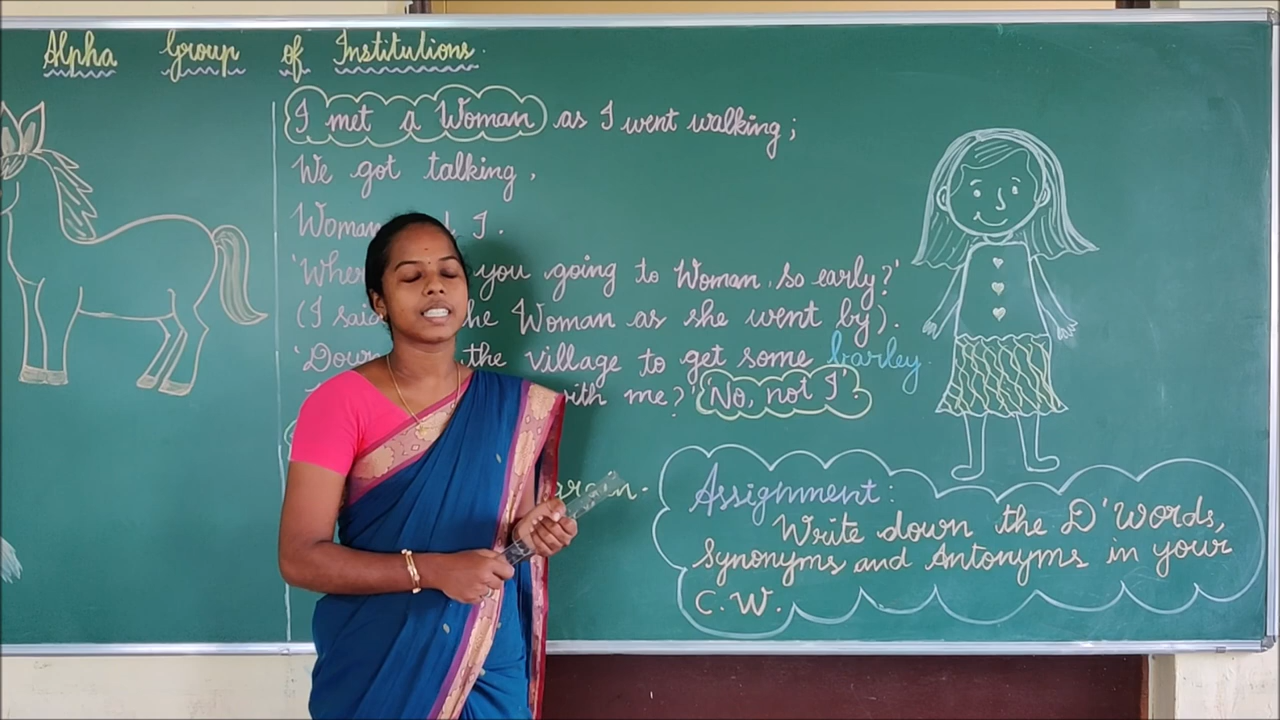 Alpha Group of Institutions.
I met a Woman as I went walking;
We got talking,
Woman I.
you going to Woman, so early?'
(I said the Woman as she went by).
'Down the village to get some barley.
with me?' 'No, not I'.
Assignment:
Write down the D'Words,
Synonyms and Antonyms in your
C.W.